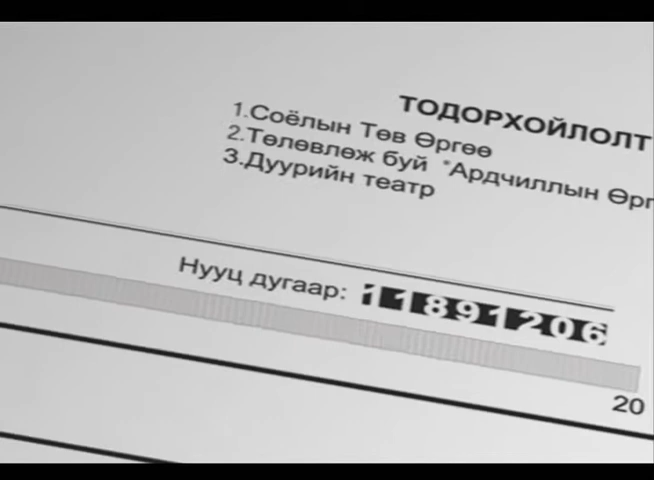 ТОДОРХОЙЛОЛТ
1.Соёлын Төв Өргөө
2.Төлөвлөж буй "Ардчиллын Өрг
3.Дуурийн театр
Нууц дугаар: 11891206
20